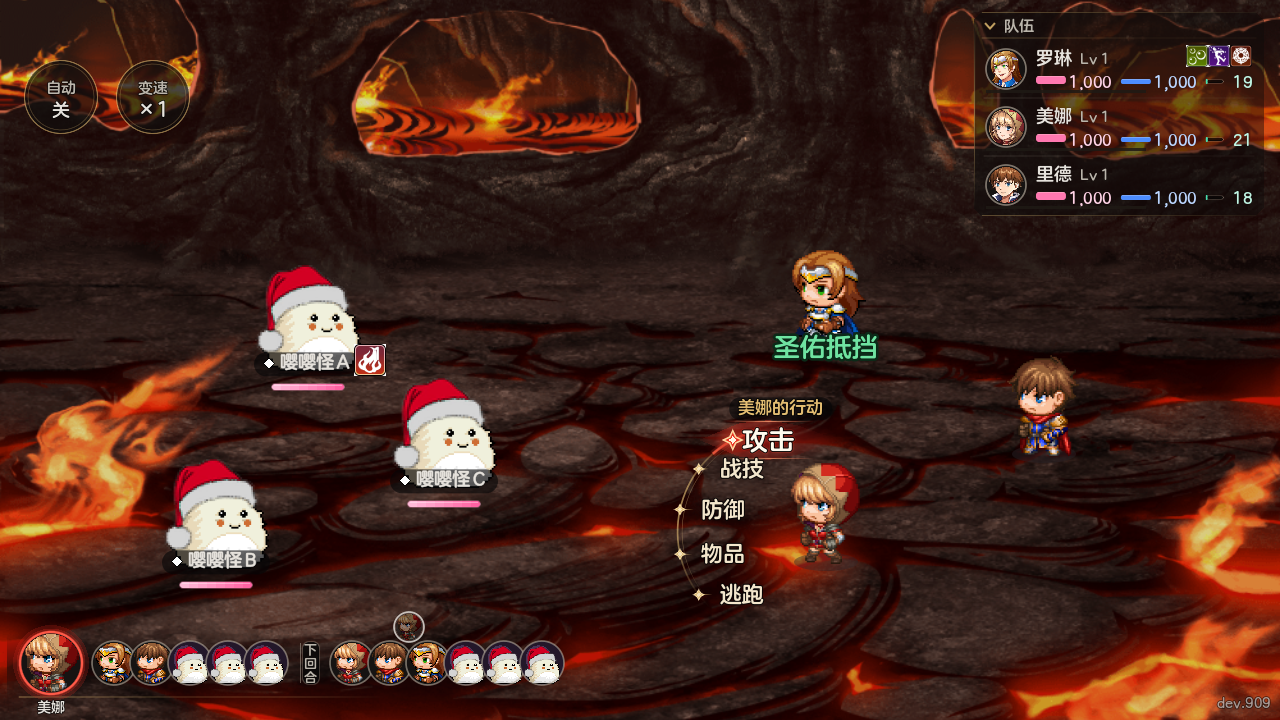 自动
关
变速
×1
队伍
罗琳 Lv 1
1,000 1,000 19
美娜 Lv 1
1,000 1,000 21
里德 Lv 1
1,000 1,000 18
嘤嘤怪A
圣佑抵挡
美娜的行动
攻击
战技
嘤嘤怪C
防御
物品
嘤嘤怪B
逃跑
下回合
美娜
dev.909